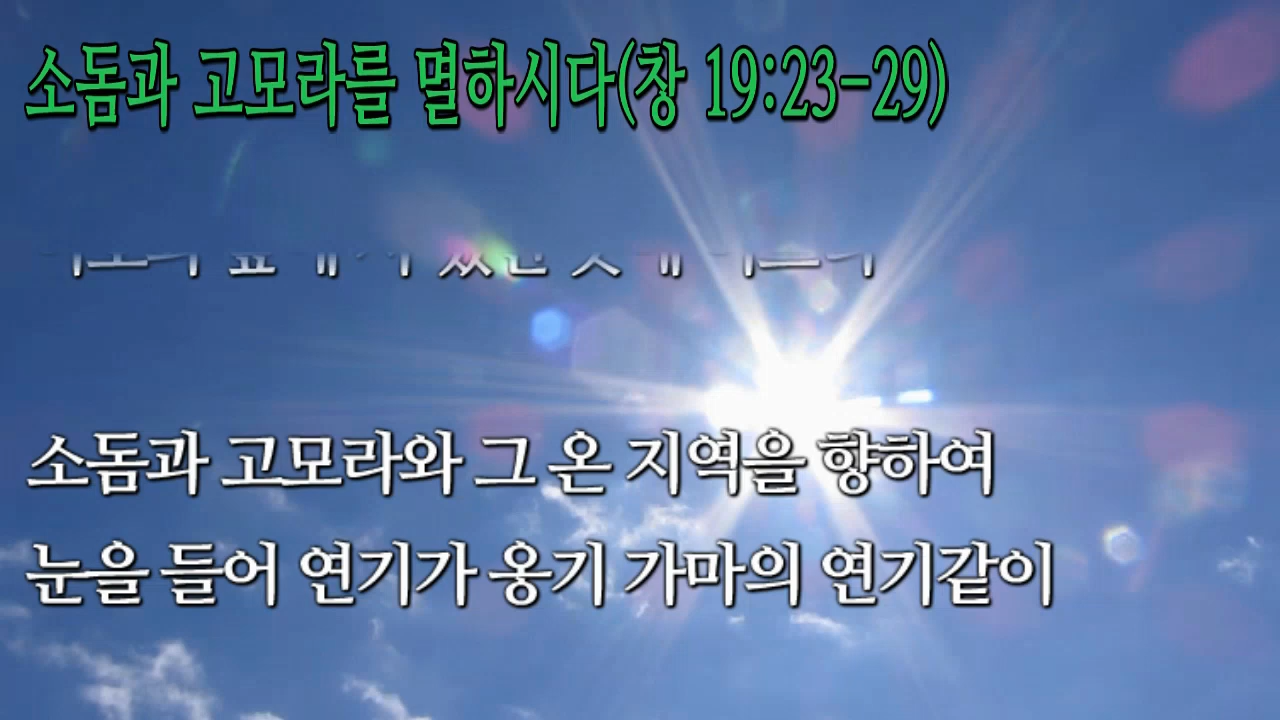 소돔과 고모라를 멸하시다(창 19:23-29)
소돔과 고모라와 그 온 지역을 향하여
눈을 들어 연기가 옹기 가마의 연기같이